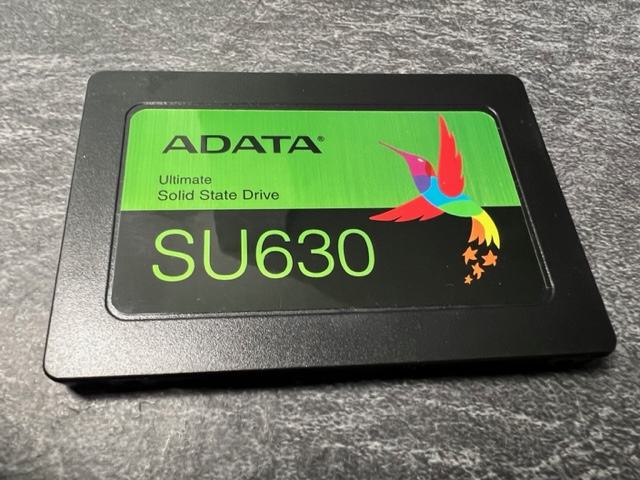 ADATA®
Ultimate
Solid State Drive
SU630